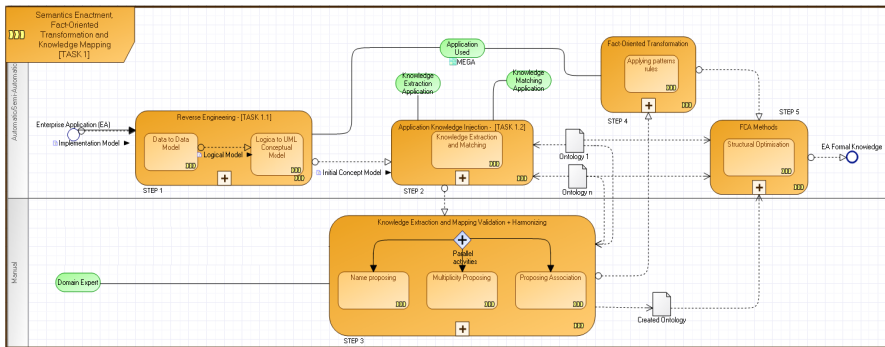 Semantics Enactment,
Fact-Oriented
Transformation and
Knowledge Mapping
[TASK 1]
Automatic/Semi-Automatic
Manual
Application
Used
MEGA
Knowledge
Extraction
Application
Knowledge
Matching
Application
Fact-Oriented Transformation
Applying patterns
rules
STEP 4
STEP 5
Enterprise Application (EA)
Implementation Model
Reverse Engineering - [TASK 1.1]
Data to Data
Model
Logical Model
Logica to UML
Conceptual
Model
STEP 1
Initial Concept Model
Application Knowledge Injection - [TASK 1.2]
Knowledge Extraction
and Matching
STEP 2
Ontology 1
Ontology n
FCA Methods
Structural Optimisation
EA Formal Knowledge
Knowledge Extraction and Mapping Validation + Harmonizing
Parallel
activities
Name proposing
Multiplicity Proposing
Proposing Association
STEP 3
Domain Expert
Created Ontology